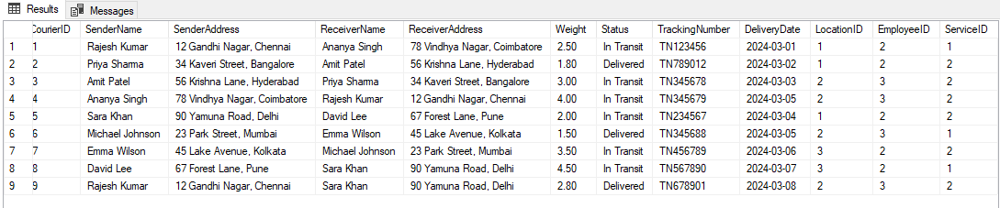 Results Messages
CourierID SenderName SenderAddress ReceiverName ReceiverAddress Weight Status TrackingNumber DeliveryDate LocationID EmployeeID ServiceID
1 1 Rajesh Kumar 12 Gandhi Nagar, Chennai Ananya Singh 78 Vindhya Nagar, Coimbatore 2.50 In Transit TN123456 2024-03-01 1 2 1
2 2 Priya Sharma 34 Kaveri Street, Bangalore Amit Patel 56 Krishna Lane, Hyderabad 1.80 Delivered TN789012 2024-03-02 1 2 2
3 3 Amit Patel 56 Krishna Lane, Hyderabad Priya Sharma 34 Kaveri Street, Bangalore 3.00 In Transit TN345678 2024-03-03 2 3 2
4 4 Ananya Singh 78 Vindhya Nagar, Coimbatore Rajesh Kumar 12 Gandhi Nagar, Chennai 4.00 In Transit TN345679 2024-03-05 2 3 2
5 5 Sara Khan 90 Yamuna Road, Delhi David Lee 67 Forest Lane, Pune 2.00 In Transit TN234567 2024-03-04 1 2 2
6 6 Michael Johnson 23 Park Street, Mumbai Emma Wilson 45 Lake Avenue, Kolkata 1.50 Delivered TN345688 2024-03-05 2 3 1
7 7 Emma Wilson 45 Lake Avenue, Kolkata Michael Johnson 23 Park Street, Mumbai 3.50 In Transit TN456789 2024-03-06 3 2 2
8 8 David Lee 67 Forest Lane, Pune Sara Khan 90 Yamuna Road, Delhi 4.50 In Transit TN567890 2024-03-07 3 2 1
9 9 Rajesh Kumar 12 Gandhi Nagar, Chennai Sara Khan 90 Yamuna Road, Delhi 2.80 Delivered TN678901 2024-03-08 2 3 2